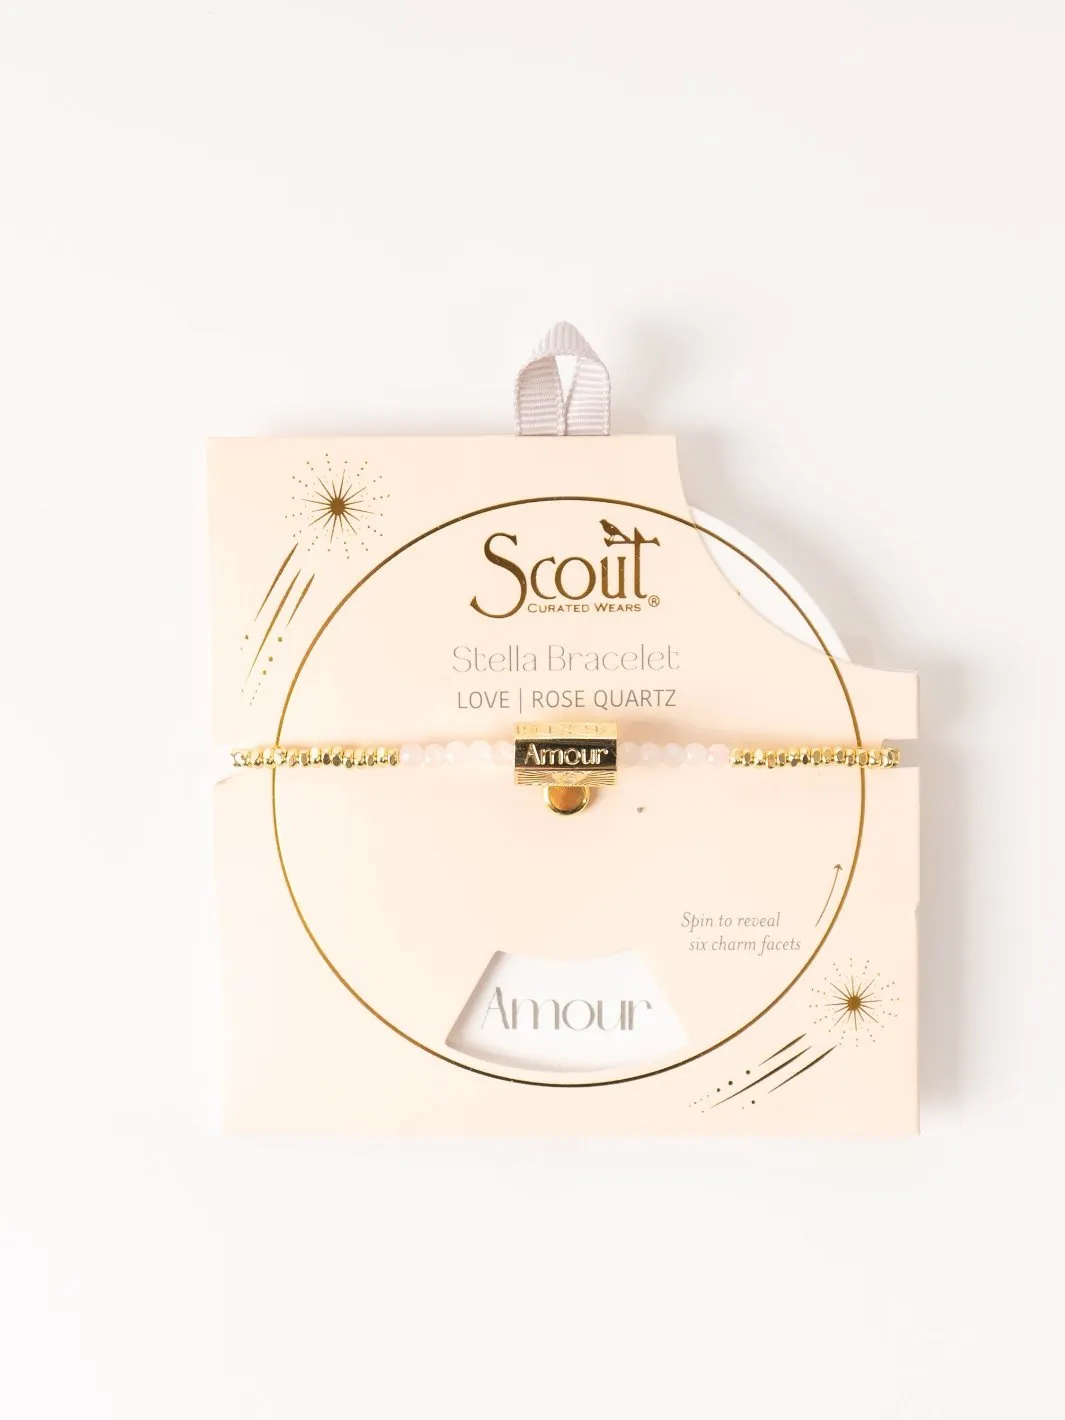 Scout
CURATED WEARS®
Stella Bracelet
LOVE | ROSE QUARTZ
Amour
Spin to reveal
six charm facets
Amour